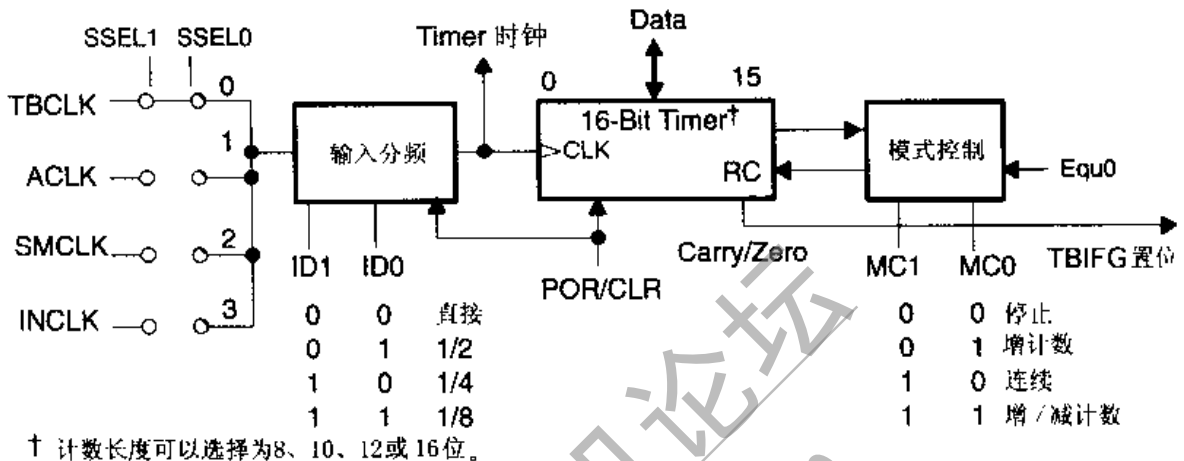 Data
SSEL1 SSEL0 Timer 时钟
0 15
TBCLK 0
16-Bit Timer†
1 输入分频 CLK 模式控制
ACLK RC Equ0
SMCLK 2
ID1 ID0 Carry/Zero MC1 MC0 TBIFG置位
POR/CLR
INCLK 3
0 0 直接 0 0 停止
0 1 1/2 0 1 增计数
1 0 1/4 1 0 连续
1 1 1/8 1 1 增/减计数
† 计数长度可以选择为8、10、12或16位。
论坛